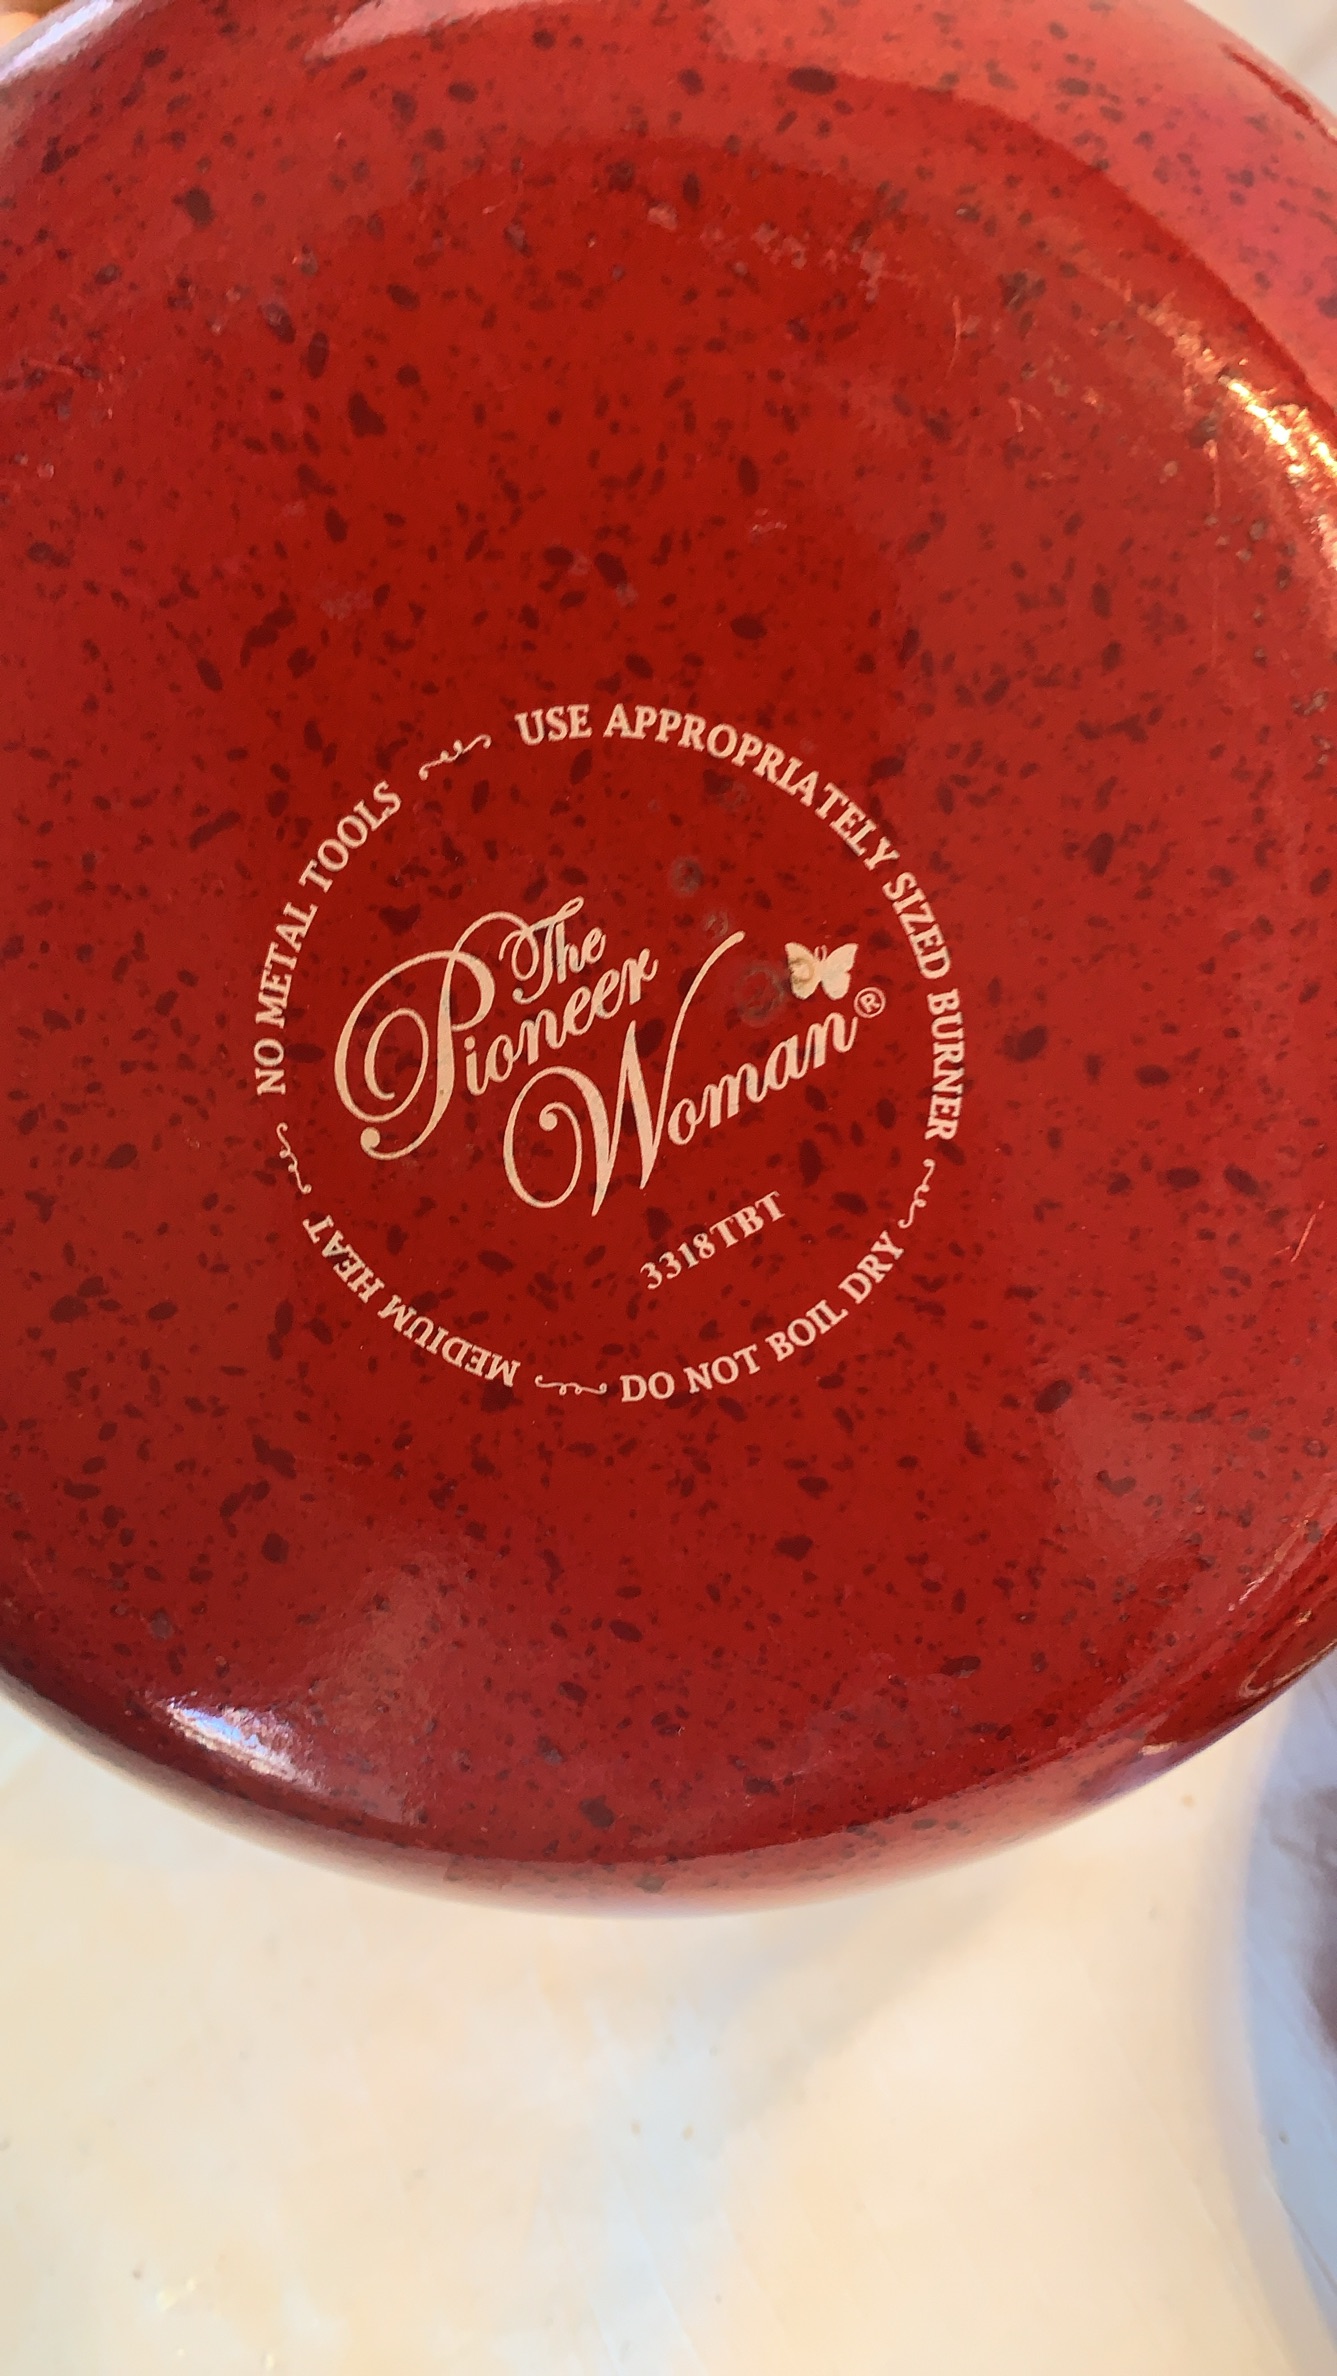 USE APPROPRIATELY SIZED BURNER
DO NOT BOIL DRY
MEDIUM HEAT
NO METAL TOOLS
The
Pioneer
Woman®
3318TBT